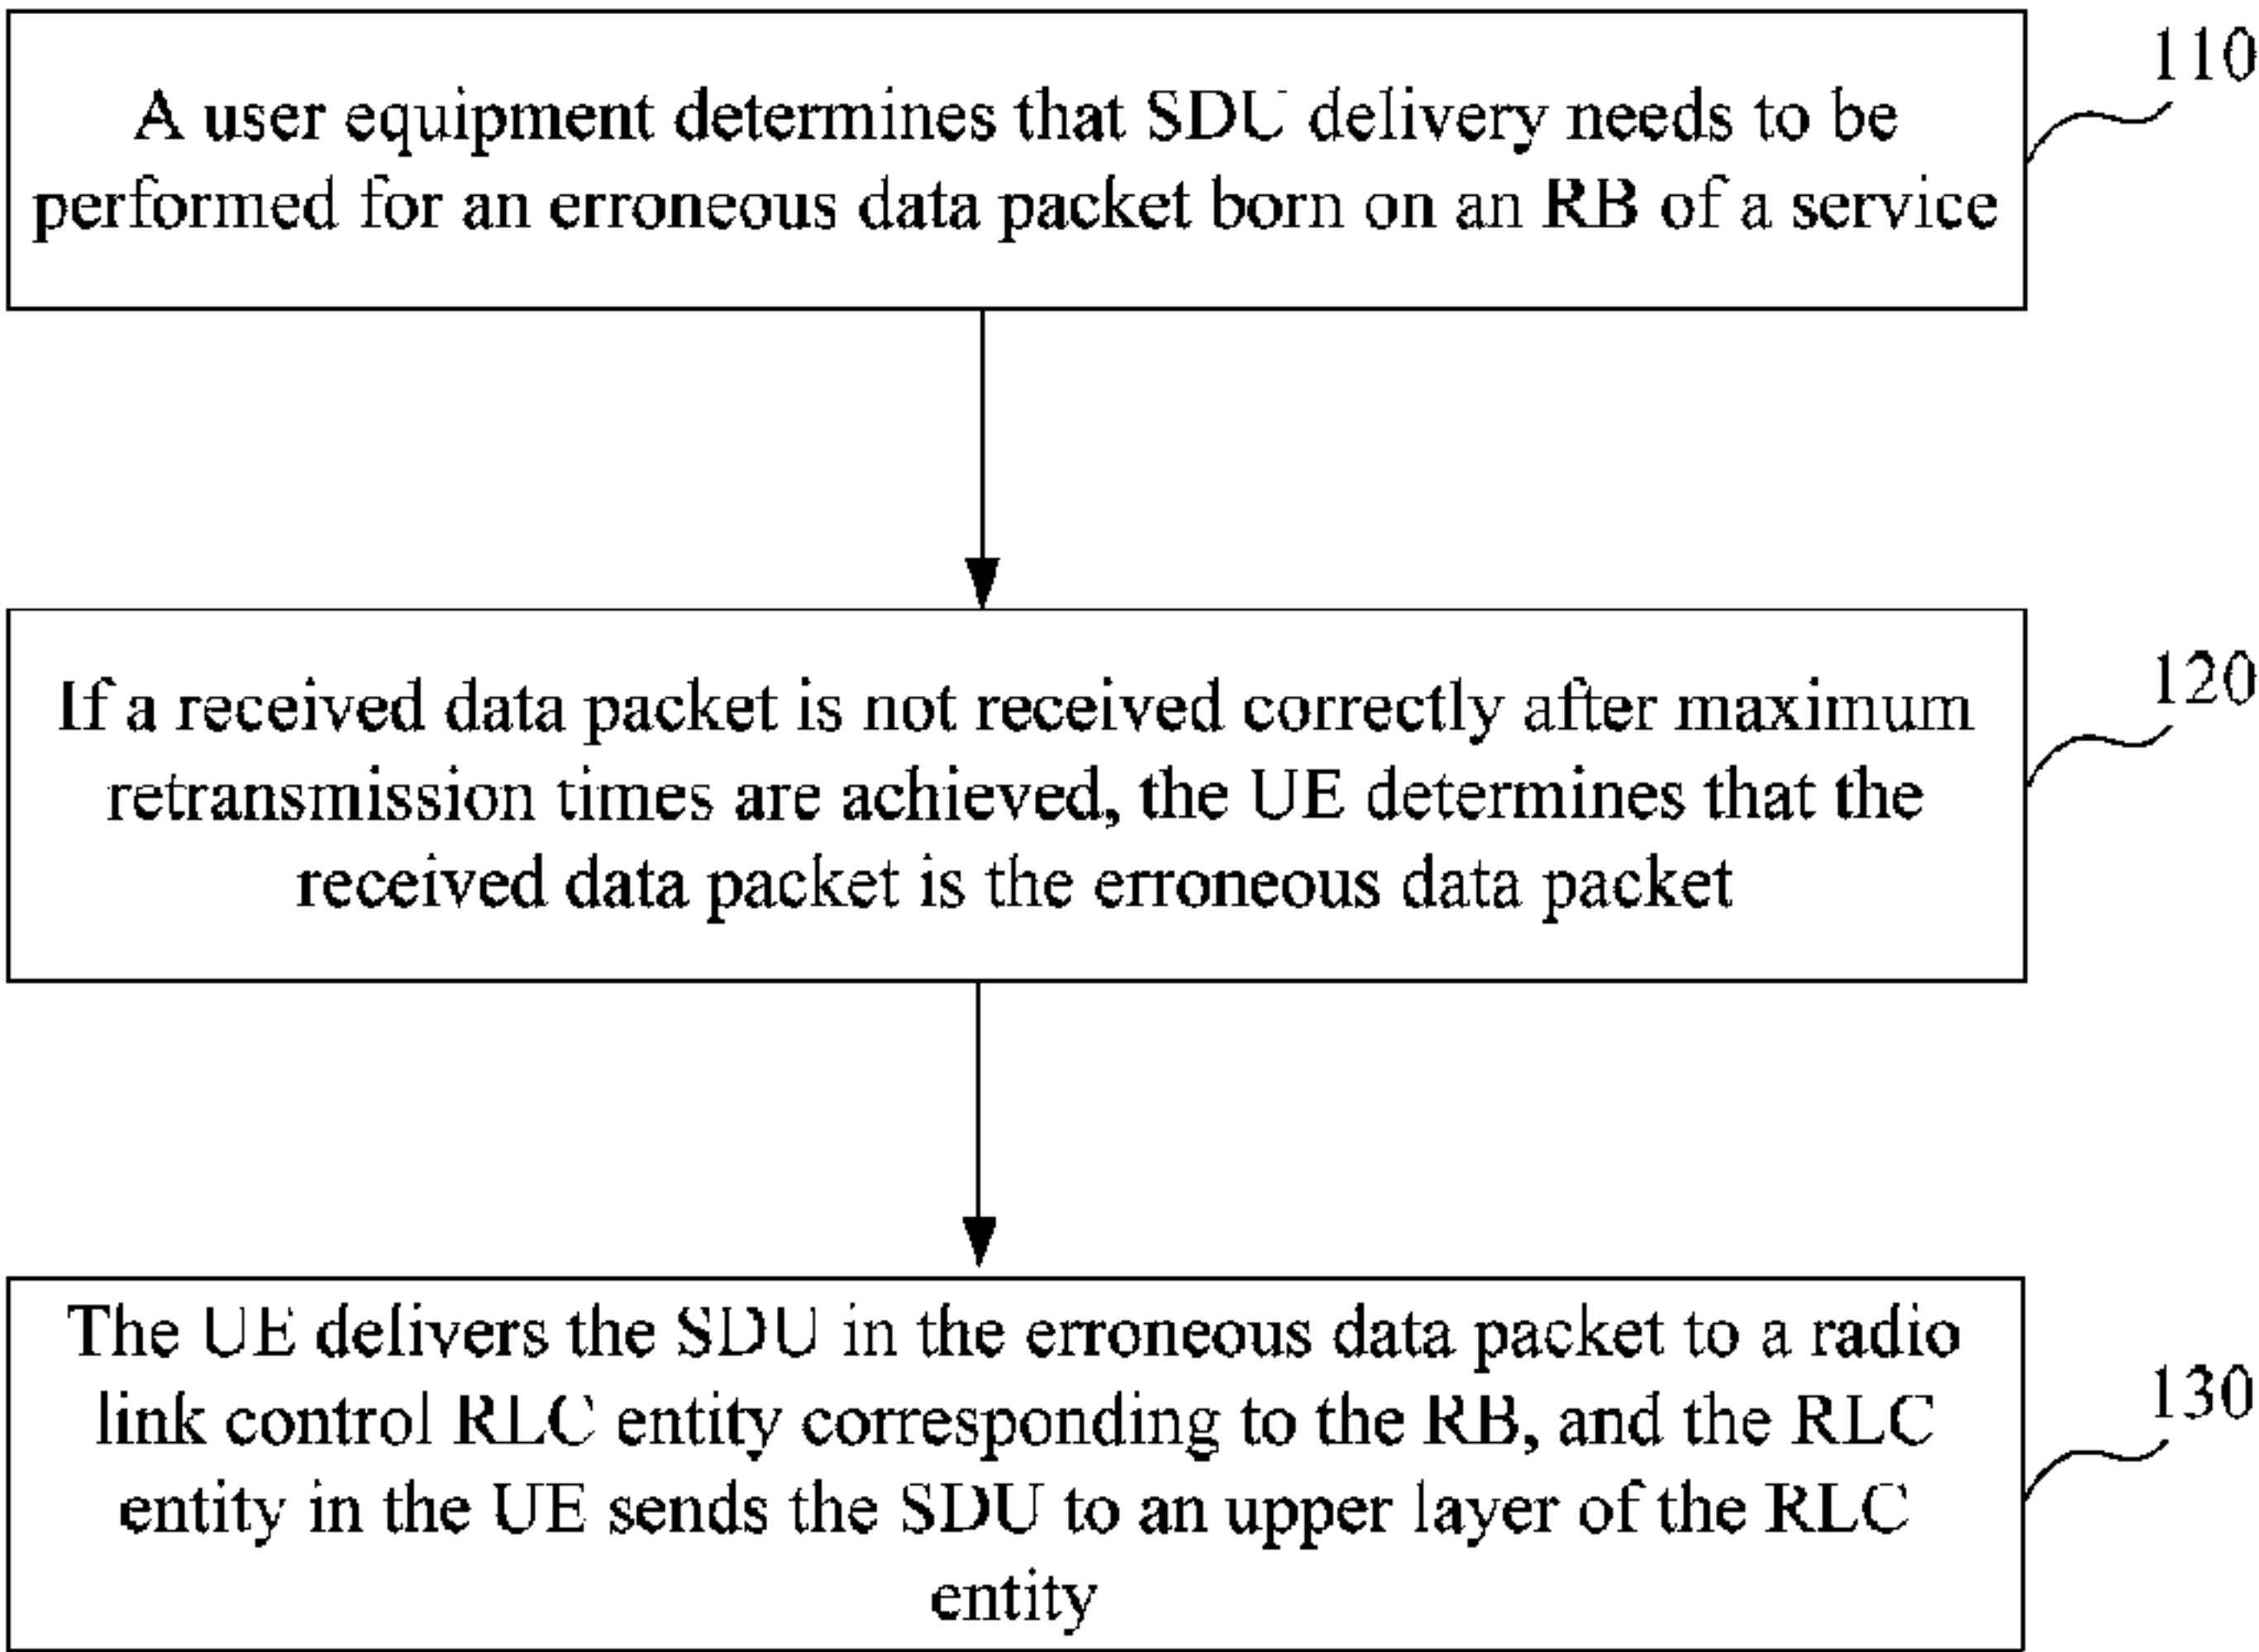 A user equipment determines that SDU delivery needs to be
performed for an erroneous data packet born on an RB of a service
110
If a received data packet is not received correctly after maximum
retransmission times are achieved, the UE determines that the
received data packet is the erroneous data packet
120
The UE delivers the SDU in the erroneous data packet to a radio
link control RLC entity corresponding to the RB, and the RLC
entity in the UE sends the SDU to an upper layer of the RLC
entity
130